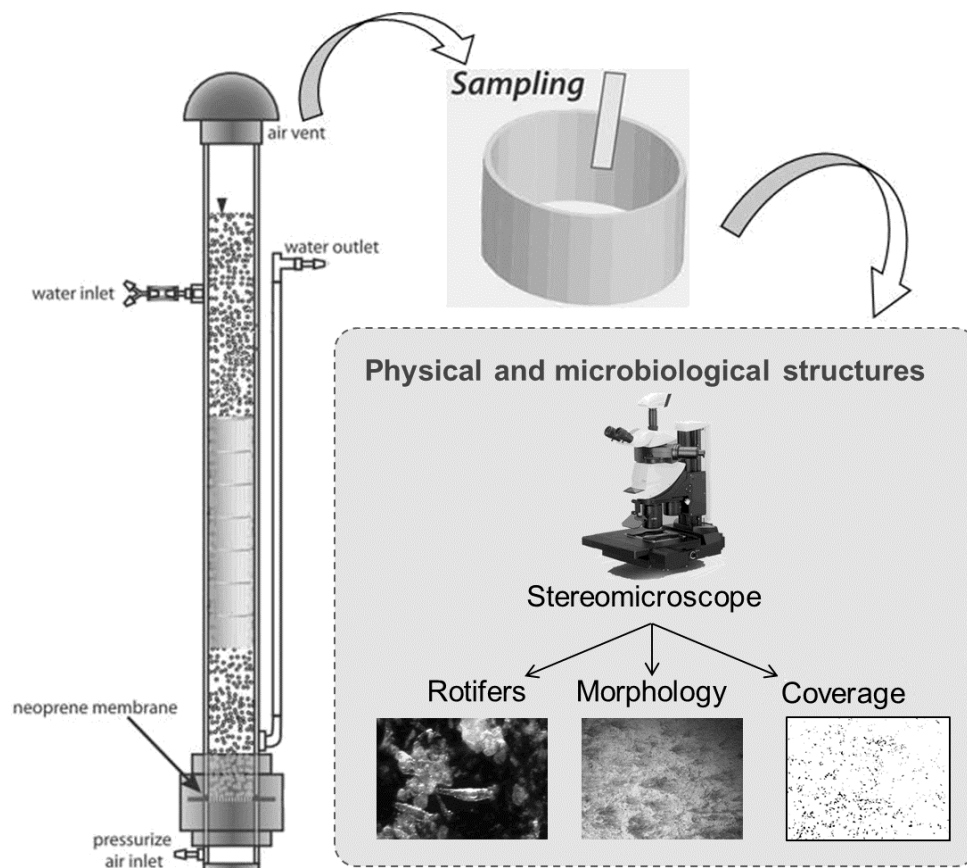 air vent
Sampling
water outlet
water inlet
Physical and microbiological structures
Stereomicroscope
Rotifers
Morphology
Coverage
neoprene membrane
pressurize
air inlet